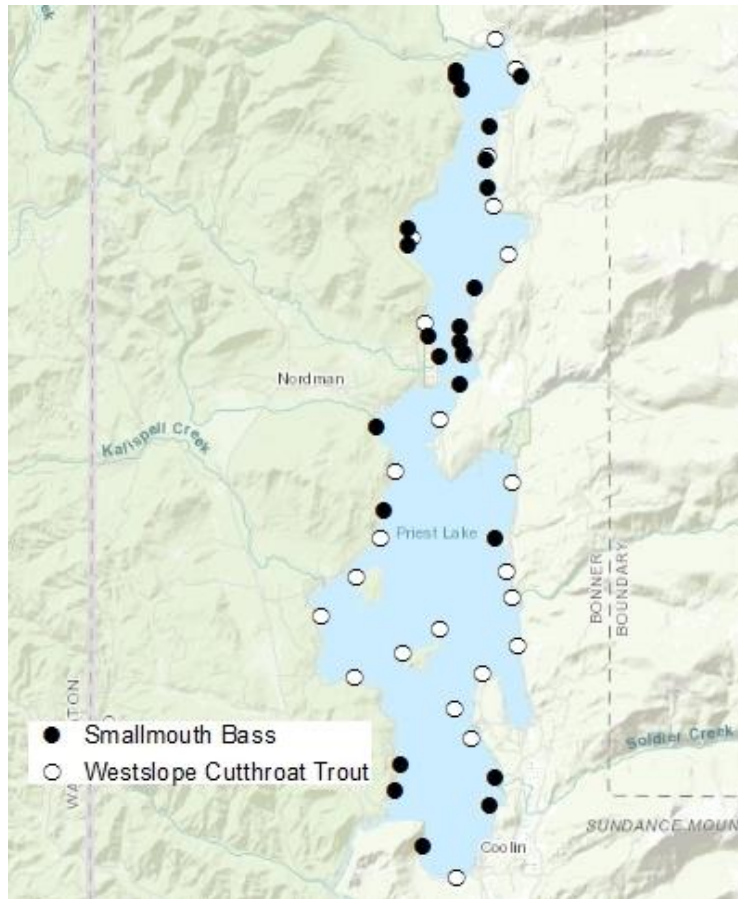 Nordman
Kalispell Creek
Priest Lake
BONNER
BOUNDARY
Smallmouth Bass
Westslope Cutthroat Trout
Soldier Creek
SUNDANCE MOUN
Coolin